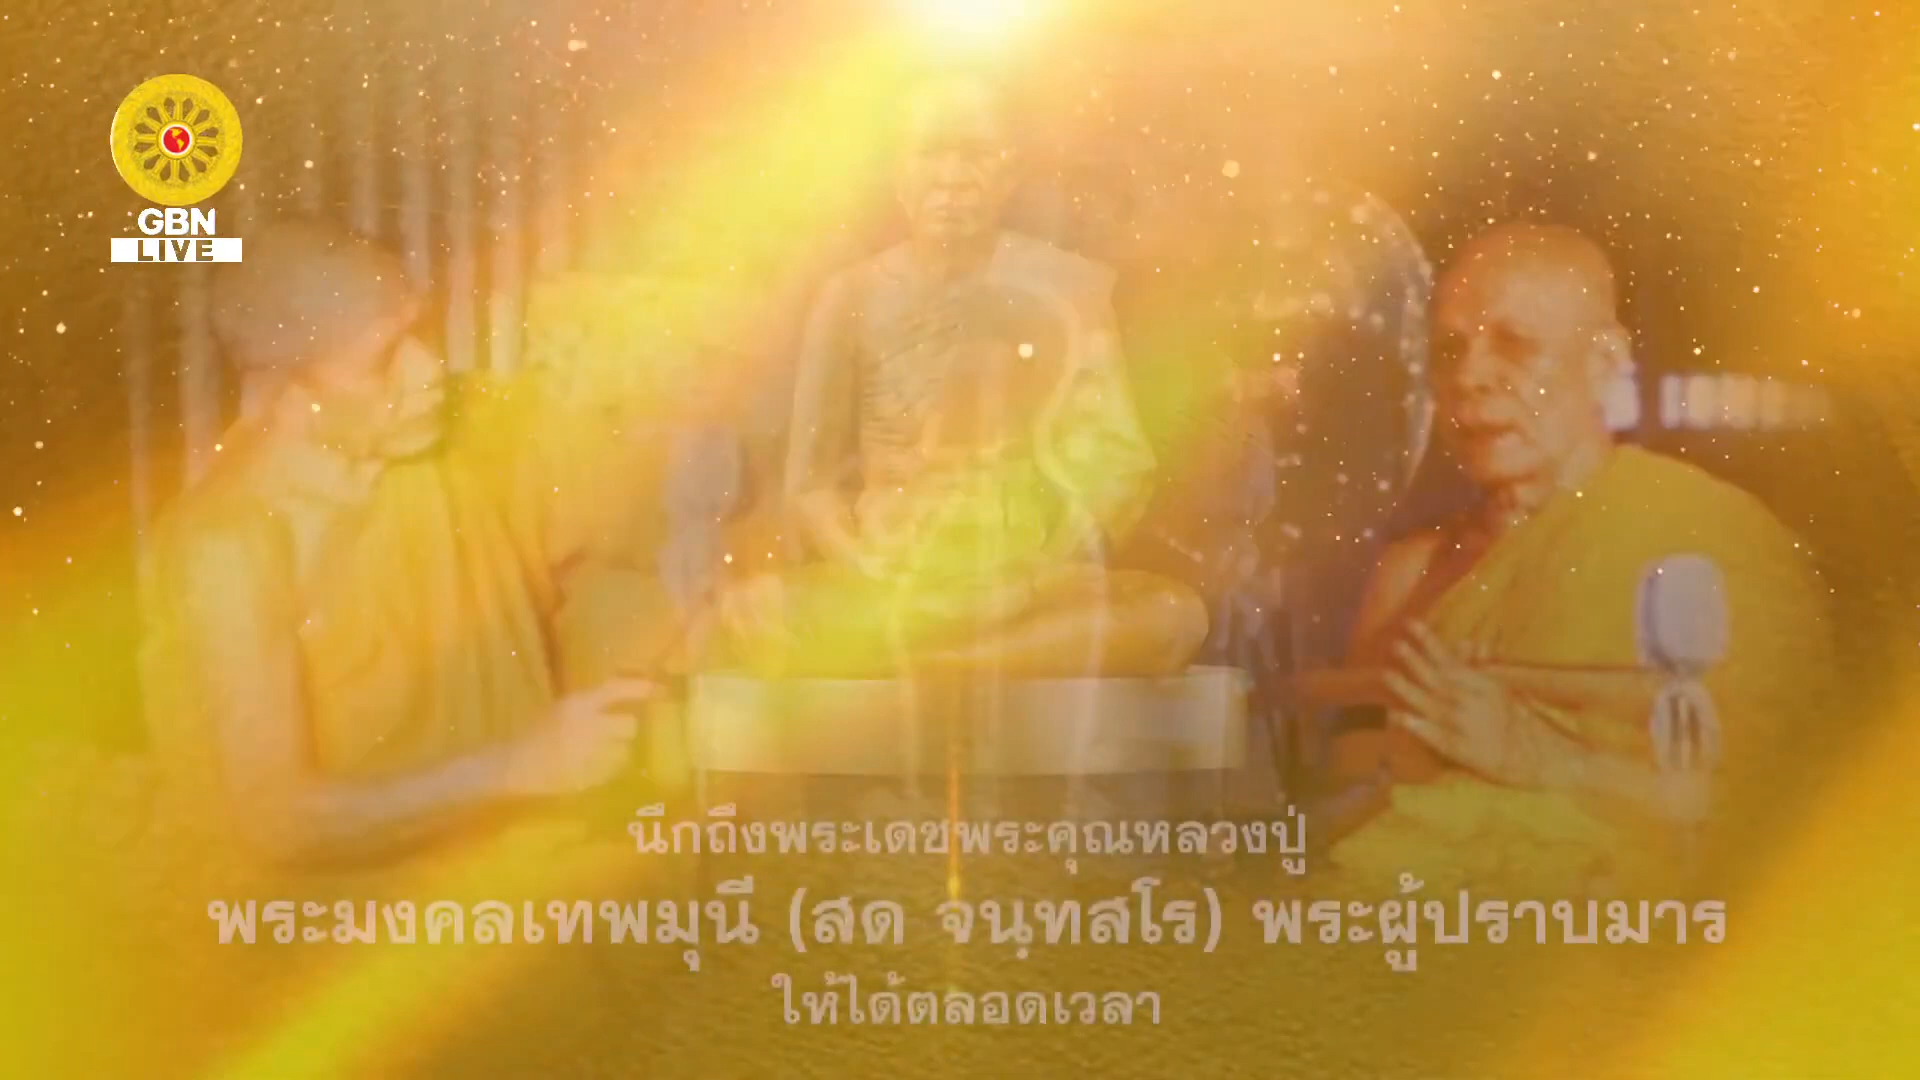 GBN
LIVE
นึกถึงพระเดชพระคุณหลวงปู่
พระมงคลเทพมุนี (สด จนฺทสโร) พระผู้ปราบมาร
ให้ได้ตลอดเวลา